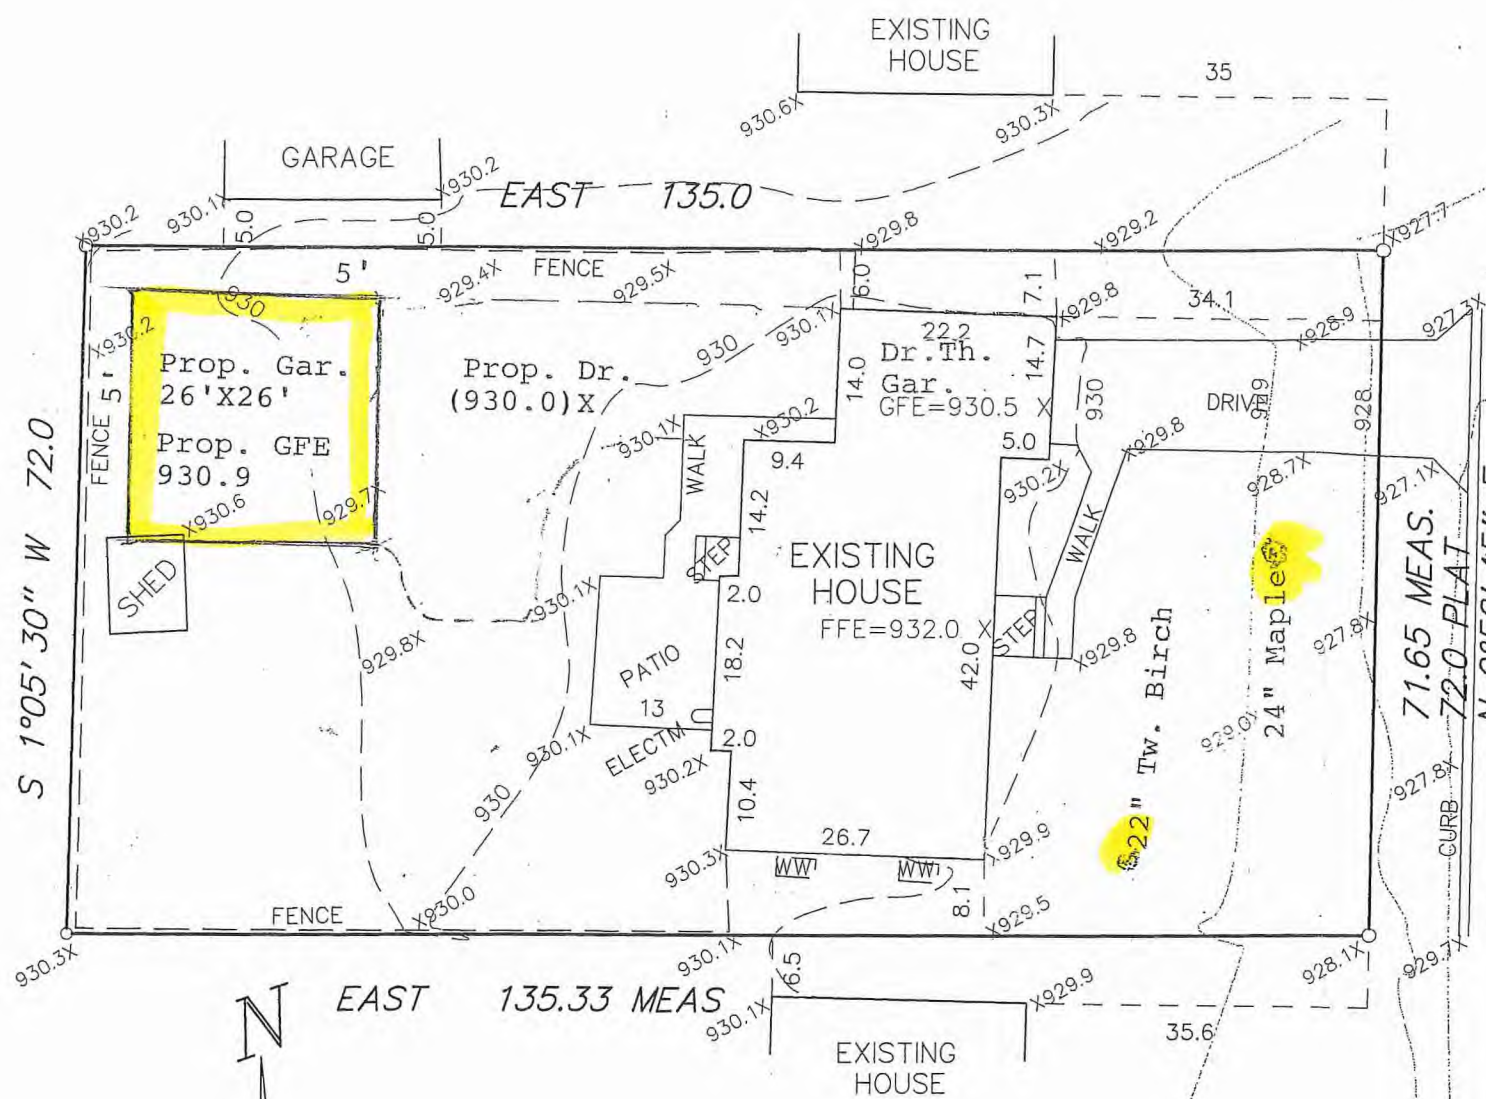 EXISTING
HOUSE
35
930.6X
930.3X
GARAGE
X930.2
930.1X
5.0
5.0
EAST 135.0
X930.2
X929.8
X929.2
X927.7
5'
929.4X
FENCE
929.5X
6.0
7.1
X929.8
34.1
X928.9
927.3X
930
930.1X
930
22.2
Dr.Th.
Gar.
GFE=930.5 X
14.0
14.7
930
DRIVE
929
928
X930.2
Prop. Gar.
26'X26'
Prop. GFE
930.9
5'
FENCE
Prop. Dr.
(930.0)X
930.1X
X930.2
WALK
9.4
5.0
930.2X
X929.8
928.7X
927.1X
S 1°05'30" W 72.0
X930.6
929.7X
14.2
STEP
WALK
SHED
EXISTING
HOUSE
FFE=932.0 X
STEP
930.1X
2.0
929.8X
PATIO
13
18.2
42.0
X929.8
22" Tw. Birch
24" Maple
927.8X
71.65 MEAS.
72.0 PLAT
929.0X
930.1X
ELECTM
2.0
930.2X
10.4
930
927.8X
CURB
26.7
930.3X
WW
WW
X929.9
8.1
FENCE
X930.0
X929.5
930.3X
930.1X
6.5
928.1X
N
EAST 135.33 MEAS
930.1X
X929.9
35.6
EXISTING
HOUSE